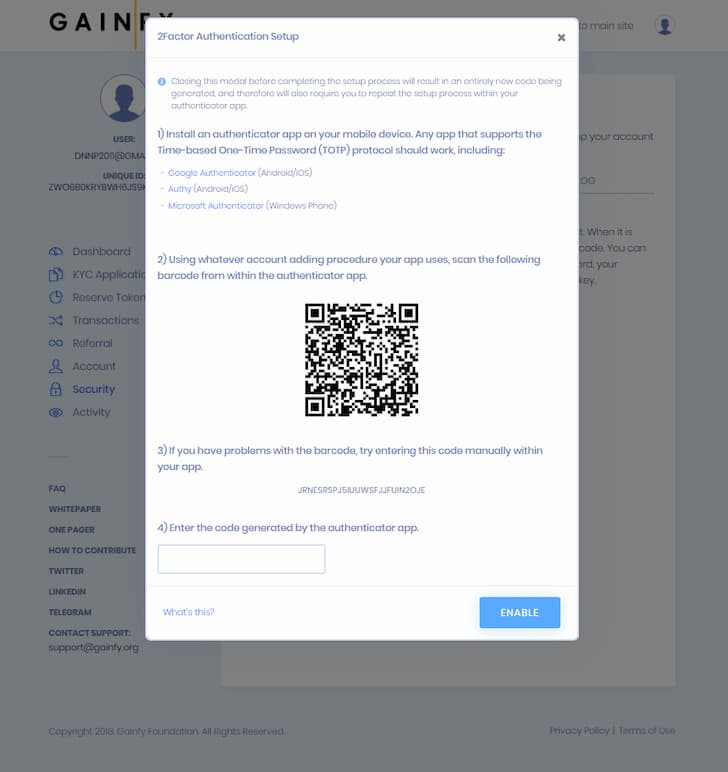 GAINFY
to main site
2Factor Authentication Setup
Closing this modal before completing the setup process will result in an entirely new code being
generated, and therefore will also require you to repeat the setup process within your
authenticator app.
USER:
DNNP2011@GMA
UNIQUE ID:
1) Install an authenticator app on your mobile device. Any app that supports the
Time-based One-Time Password (TOTP) protocol should work, including:
- Google Authenticator (Android/iOS)
- Authy (Android/iOS)
- Microsoft Authenticator (Windows Phone)
your account
LOG
t. When it is
code. You can
rd, your
key.
Dashboard
KYC Applicatic
Reserve Token
Transactions
Referral
Account
Security
Activity
2) Using whatever account adding procedure your app uses, scan the following
barcode from within the authenticator app.
3) If you have problems with the barcode, try entering this code manually within
your app.
JRNESRSPJ5IUUWSFJJFUIN2OJE
4) Enter the code generated by the authenticator app.
What's this?
ENABLE
FAQ
WHITEPAPER
ONE PAGER
HOW TO CONTRIBUTE
TWITTER
LINKEDIN
TELEGRAM
CONTACT SUPPORT:
support@gainfy.org
Copyright 2018, Gainfy Foundation. All Rights Reserved.
Privacy Policy | Terms of Use